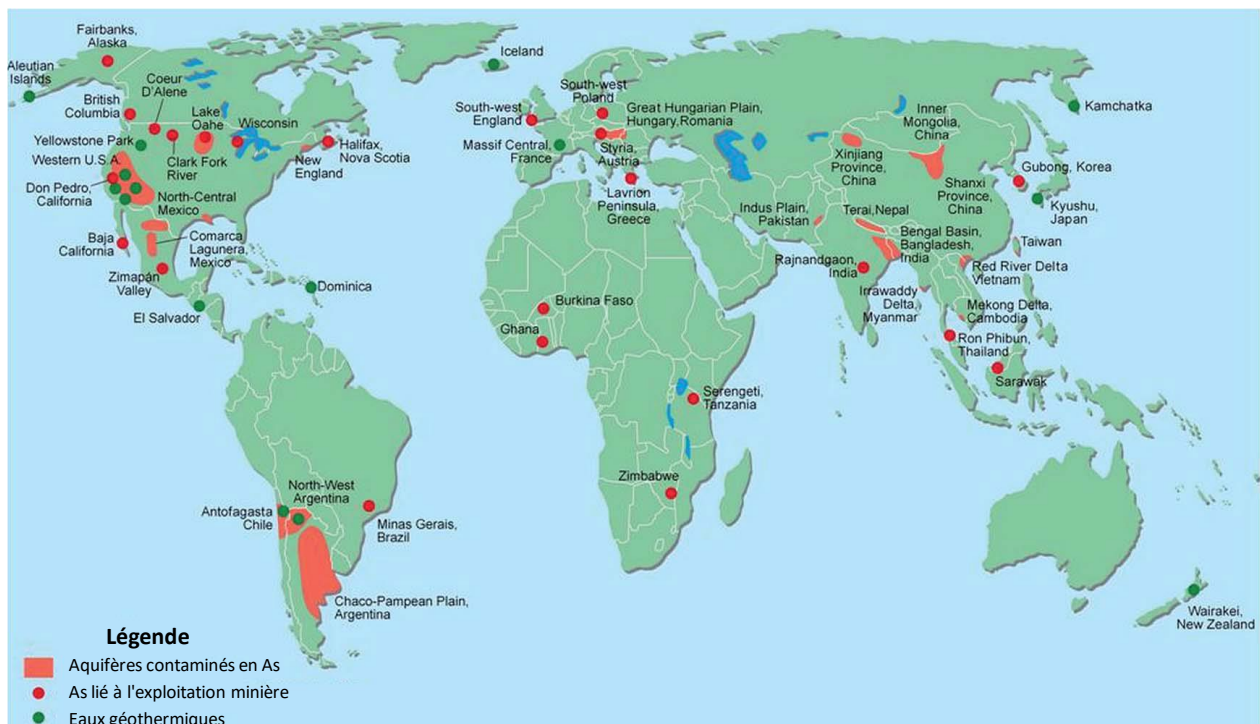 Fairbanks,
Alaska
Aleutian
Islands
Coeur
D'Alene
British
Columbia
Lake
Oahe
Wisconsin
Yellowstone Park
Western U.S.A.
Clark Fork
River
New
England
Halifax,
Nova Scotia
Don Pedro,
California
North-Central
Mexico
Baja
California
Comarca
Lagunera,
Mexico
Zimapán
Valley
El Salvador
Dominica
Iceland
South-west
England
South-west
Poland
Great Hungarian Plain,
Hungary,Romania
Massif Central,
France
Styria,
Austria
Lavrion
Peninsula,
Greece
Inner
Mongolia,
China
Kamchatka
Xinjiang
Province,
China
Shanxi
Province,
China
Gubong, Korea
Kyushu,
Japan
Indus Plain,
Pakistan
Terai,Nepal
Bengal Basin,
Bangladesh,
India
Taiwan
Rajnandgaon,
India
Red River Delta
Vietnam
Irrawaddy
Delta,
Myanmar
Mekong Delta,
Cambodia
Ron Phibun,
Thailand
Sarawak
Burkina Faso
Ghana
Serengeti,
Tanzania
Zimbabwe
North-West
Argentina
Antofagasta
Chile
Minas Gerais,
Brazil
Chaco-Pampean Plain,
Argentina
Wairakei,
New Zealand
Légende
Aquifères contaminés en As
As lié à l'exploitation minière
Eaux géothermiques